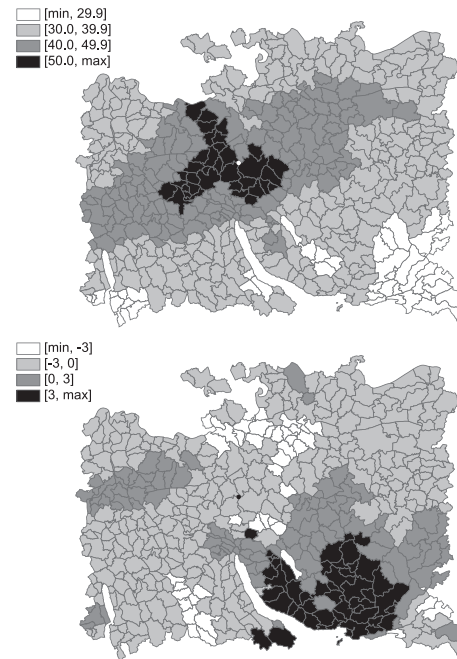 [min, 29.9]
[30.0, 39.9]
[40.0, 49.9]
[50.0, max]
[min, -3]
[-3, 0]
[0, 3]
[3, max]